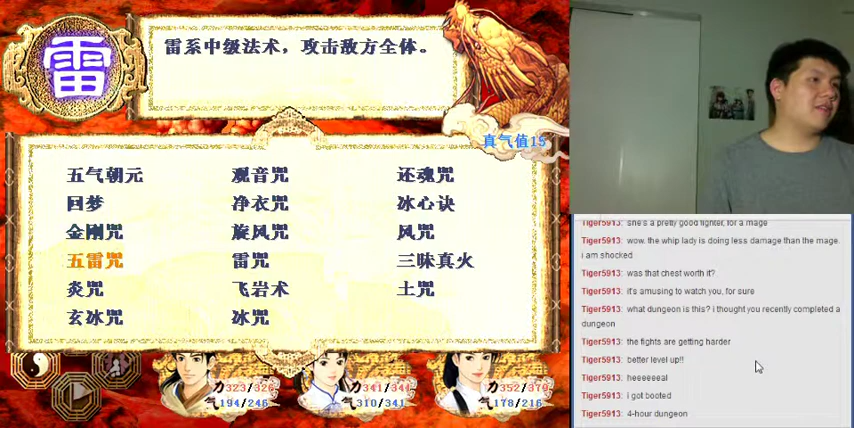 雷
雷系中级法术，攻击敌方全体。
真气值15
五气朝元 观音咒 还魂咒
回梦 净衣咒 冰心诀
金刚咒 旋风咒 风咒
五雷咒 雷咒 三昧真火
炎咒 飞岩术 土咒
玄冰咒 冰咒
力323/326 力341/344 力352/379
气194/246 气310/341 气178/216
Tiger5913: she's a pretty good fighter, for a mage
Tiger5913: wow. the whip lady is doing less damage than the mage.
i am shocked
Tiger5913: was that chest worth it?
Tiger5913: it's amusing to watch you, for sure
Tiger5913: what dungeon is this? i thought you recently completed a
dungeon
Tiger5913: the fights are getting harder
Tiger5913: better level up!!
Tiger5913: heeeeeeal
Tiger5913: i got booted
Tiger5913: 4-hour dungeon